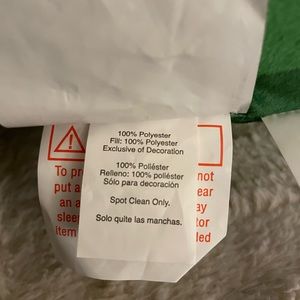 100% Polyester
Fill: 100% Polyester
Exclusive of Decoration
100% Poliéster
Relleno: 100% poliéster
Sólo para decoración
Spot Clean Only.
Solo quite las manchas.
To pr
not
put a
ear
an a
ay
slee
tor
item
led